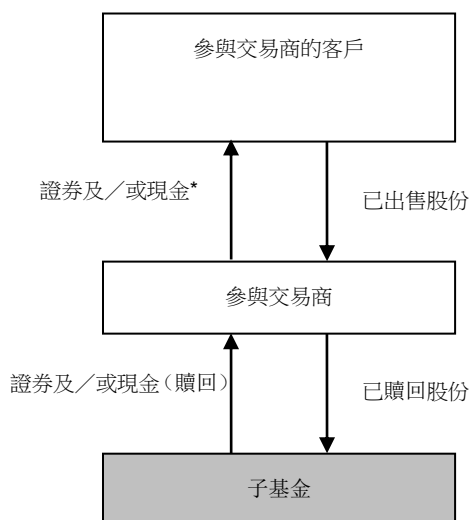 參與交易商的客戶
證券及／或現金*
已出售股份
參與交易商
證券及／或現金（贖回）
已贖回股份
子基金